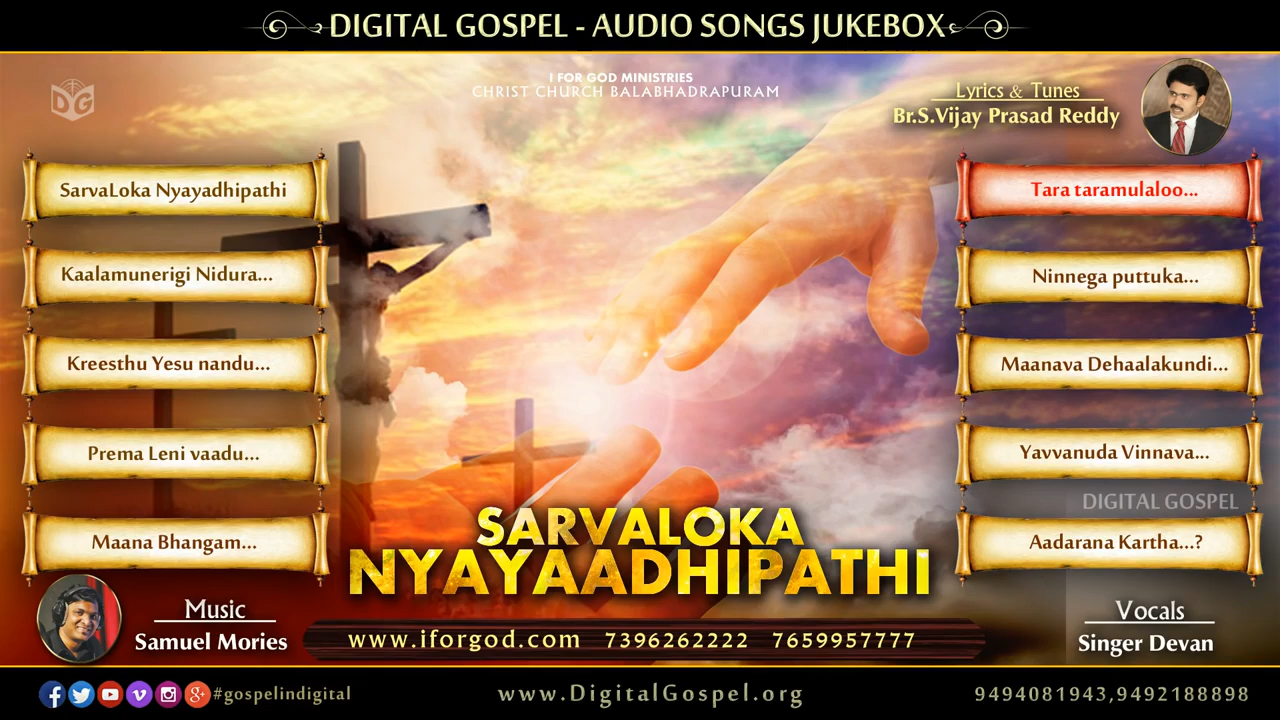 DIGITAL GOSPEL - AUDIO SONGS JUKEBOX
DG
I FOR GOD MINISTRIES
CHRIST CHURCH BALABHADRAPURAM
Lyrics & Tunes
Br.S.Vijay Prasad Reddy
SarvaLoka Nyayadhipathi
Kaalamunerigi Nidura...
Kreesthu Yesu nandu...
Prema Leni vaadu...
Maana Bhangam...
Tara taramulaloo...
Ninnega puttuka...
Maanava Dehaalakundi...
Yavvanuda Vinnava...
DIGITAL GOSPEL
Aadarana Kartha...?
SARVALOKA
NYAYAADHIPATHI
Music
Samuel Mories
www.iforgod.com 7396262222 7659957777
Vocals
Singer Devan
#gospelindigital
www.DigitalGospel.org
9494081943,9492188898